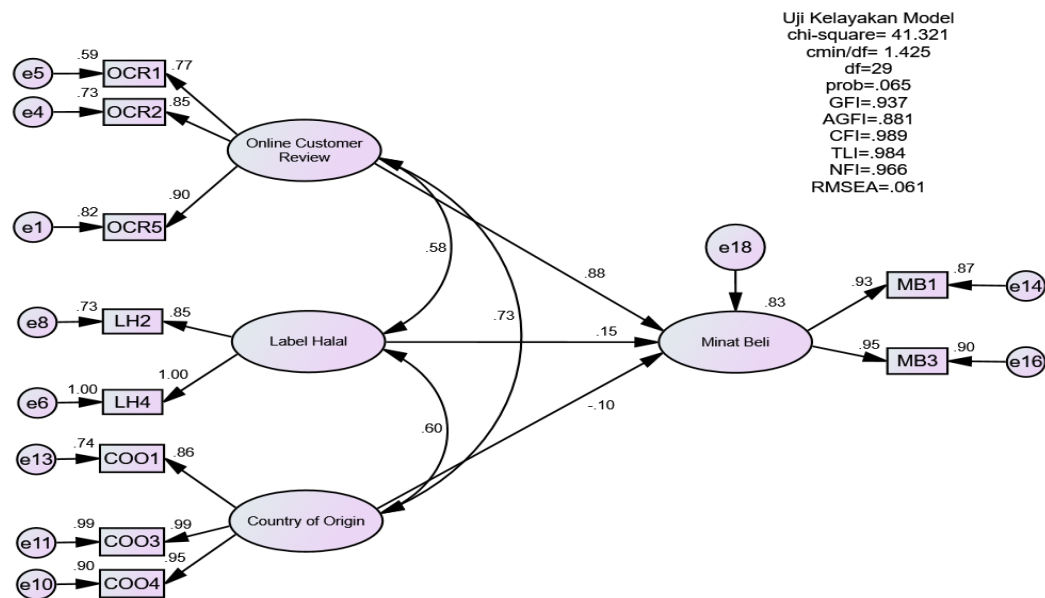 Uji Kelayakan Model
chi-square= 41.321
cmin/df= 1.425
df=29
prob=.065
GFI=.937
AGFI=.881
CFI=.989
TLI=.984
NFI=.966
RMSEA=.061
e5
.59
OCR1
.77
e4
.73
OCR2
.85
Online Customer
Review
e1
.82
OCR5
.90
.58
.88
.73
e18
.83
Minat Beli
.93
MB1
.87
e14
.95
MB3
.90
e16
e8
.73
LH2
.85
Label Halal
.15
e6
1.00
LH4
1.00
.60
-.10
e13
.74
COO1
.86
Country of Origin
e11
.99
COO3
.99
e10
.90
COO4
.95